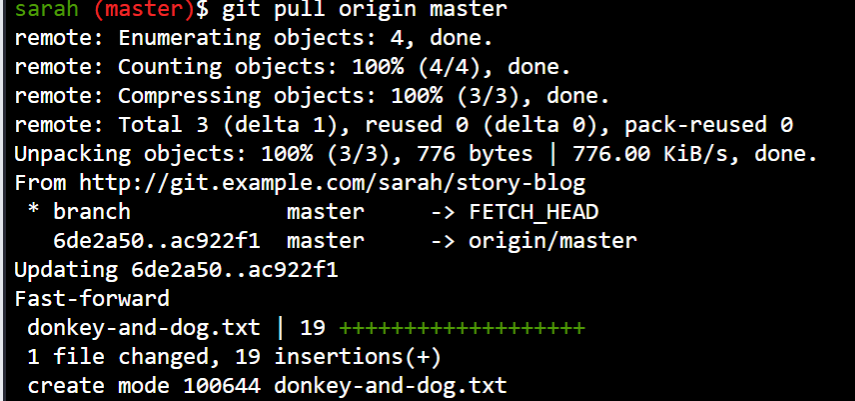 sarah (master)$ git pull origin master
remote: Enumerating objects: 4, done.
remote: Counting objects: 100% (4/4), done.
remote: Compressing objects: 100% (3/3), done.
remote: Total 3 (delta 1), reused 0 (delta 0), pack-reused 0
Unpacking objects: 100% (3/3), 776 bytes | 776.00 KiB/s, done.
From http://git.example.com/sarah/story-blog
 * branch            master     -> FETCH_HEAD
   6de2a50..ac922f1  master     -> origin/master
Updating 6de2a50..ac922f1
Fast-forward
 donkey-and-dog.txt | 19 +++++++++++++++++++
 1 file changed, 19 insertions(+)
 create mode 100644 donkey-and-dog.txt